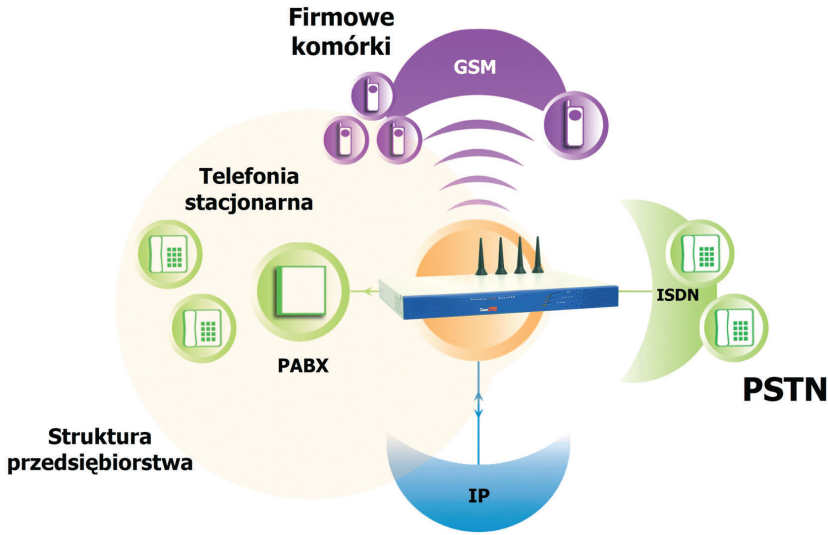 Firmowe
komórki
GSM
Telefonia
stacjonarna
ISDN
PABX
PSTN
Struktura
przedsiębiorstwa
IP